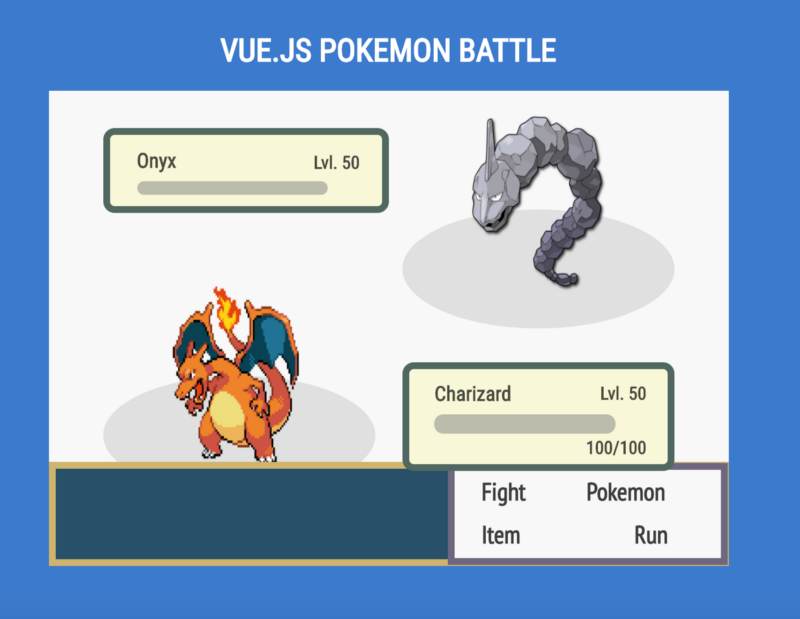 VUE.JS POKEMON BATTLE
Onyx Lvl. 50
Charizard Lvl. 50
100/100
Fight Pokemon
Item Run